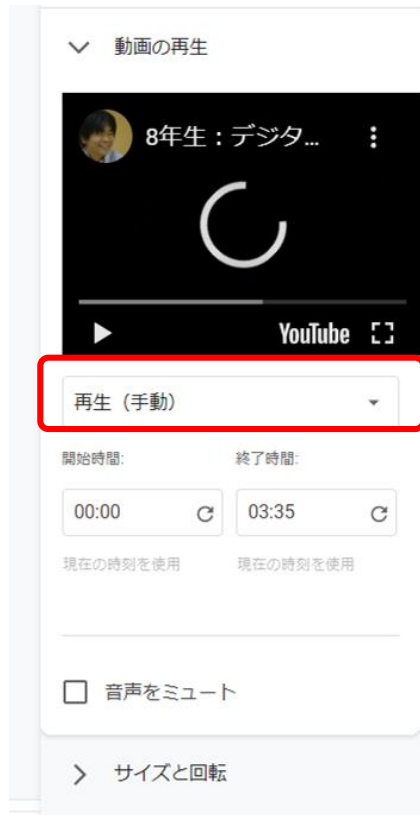 動画の再生
8年生：デジタ...
YouTube
再生（手動）
開始時間: 終了時間:
00:00 03:35
現在の時刻を使用 現在の時刻を使用
音声をミュート
サイズと回転